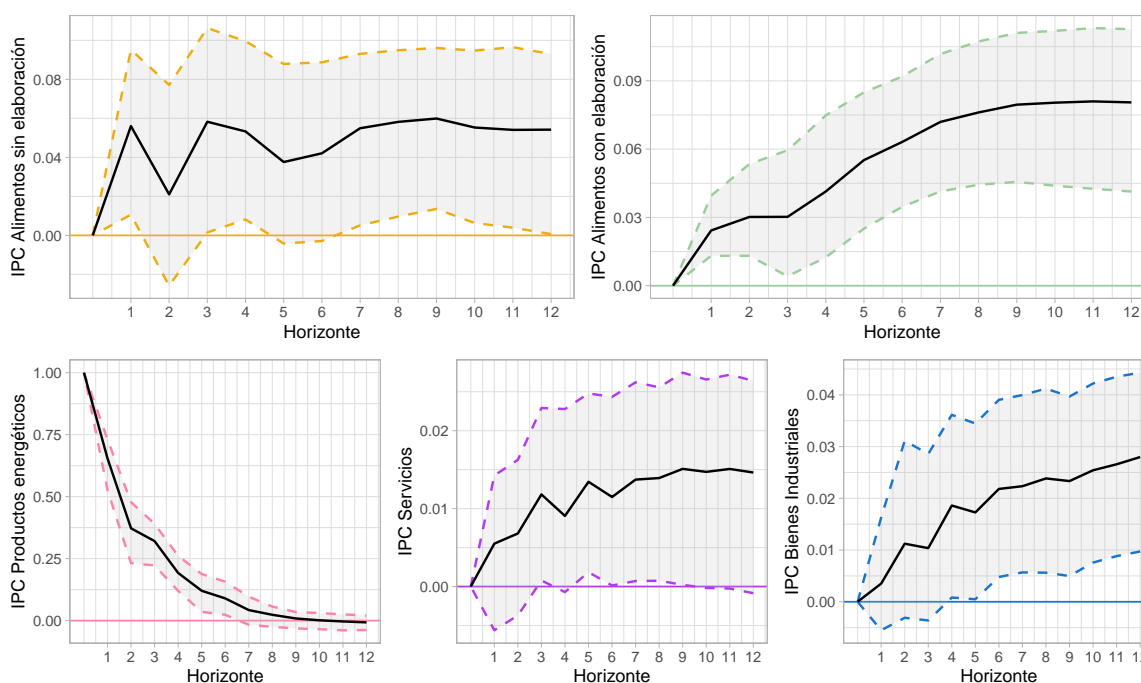 IPC Alimentos sin elaboración
0.08
0.04
0.00
1 2 3 4 5 6 7 8 9 10 11 12
Horizonte
IPC Alimentos con elaboración
0.09
0.06
0.03
0.00
1 2 3 4 5 6 7 8 9 10 11 12
Horizonte
IPC Productos energéticos
1.00
0.75
0.50
0.25
0.00
1 2 3 4 5 6 7 8 9 10 11 12
Horizonte
IPC Servicios
0.02
0.01
0.00
1 2 3 4 5 6 7 8 9 10 11 12
Horizonte
IPC Bienes Industriales
0.04
0.03
0.02
0.01
0.00
1 2 3 4 5 6 7 8 9 10 11 12
Horizonte